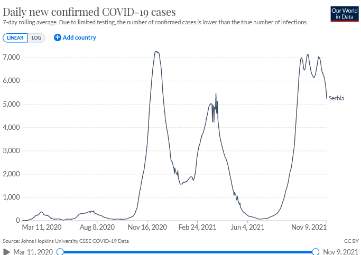 Daily new confirmed COVID-19 cases
Our World
in Data
7-day rolling average. Due to limited testing, the number of confirmed cases is lower than the true number of infections.
LINEAR LOG Add country
7,000
6,000
5,000
4,000
3,000
2,000
1,000
0
Serbia
Mar 11, 2020 Aug 8, 2020 Nov 16, 2020 Feb 24, 2021 Jun 4, 2021 Nov 9, 2021
Source: Johns Hopkins University CSSE COVID-19 Data CC BY
Mar 11, 2020 Nov 9, 2021